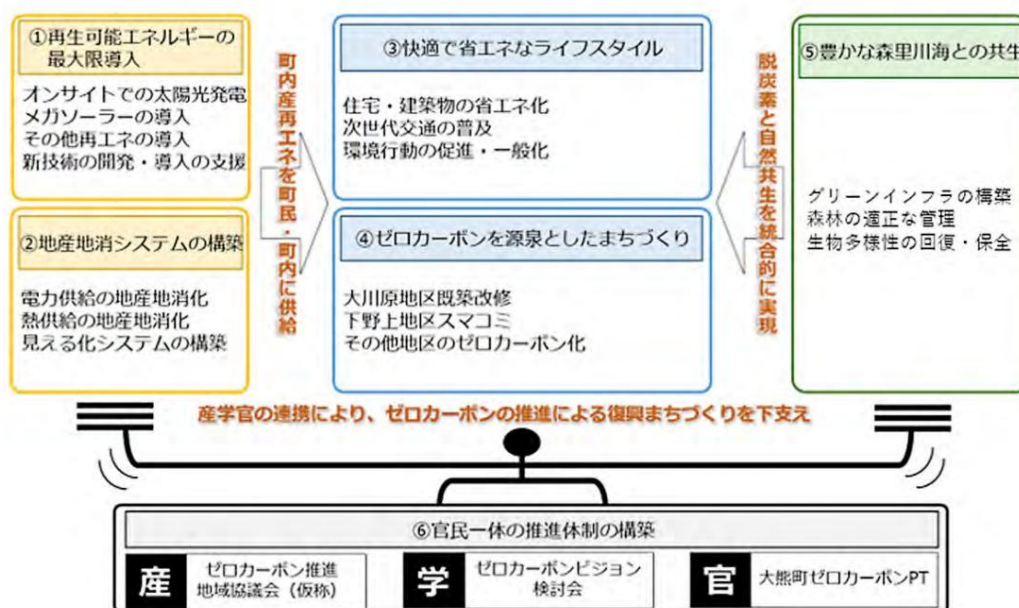 ①再生可能エネルギーの
最大限導入
オンサイトでの太陽光発電
メガソーラーの導入
その他再エネの導入
新技術の開発・導入の支援
②地産地消システムの構築
電力供給の地産地消化
熱供給の地産地消化
見える化システムの構築
町内産再エネを町民・町内に供給
③快適で省エネなライフスタイル
住宅・建築物の省エネ化
次世代交通の普及
環境行動の促進・一般化
④ゼロカーボンを源泉としたまちづくり
大川原地区既築改修
下野上地区スマコミ
その他地区のゼロカーボン化
脱炭素と自然共生を統合的に実現
⑤豊かな森里川海との共生
グリーンインフラの構築
森林の適正な管理
生物多様性の回復・保全
産学官の連携により、ゼロカーボンの推進による復興まちづくりを下支え
⑥官民一体の推進体制の構築
産
ゼロカーボン推進
地域協議会（仮称）
学
ゼロカーボンビジョン
検討会
官
大熊町ゼロカーボンPT